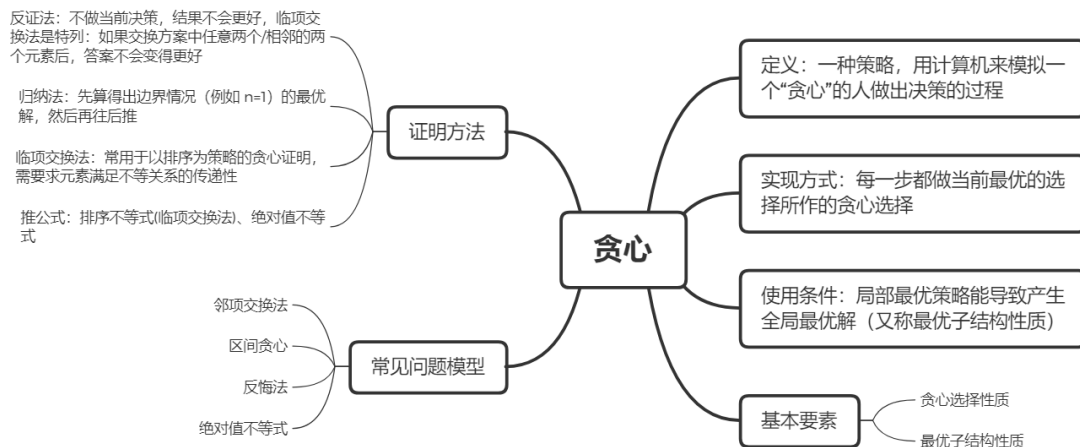 反证法：不做当前决策，结果不会更好，临项交
换法是特列：如果交换方案中任意两个/相邻的两
个元素后，答案不会变得更好
归纳法：先算得出边界情况（例如 n=1）的最优
解，然后再往后推
临项交换法：常用于以排序为策略的贪心证明，
需要求元素满足不等关系的传递性
推公式：排序不等式(临项交换法)、绝对值不等
式
证明方法
邻项交换法
区间贪心
反悔法
绝对值不等式
常见问题模型
贪心
定义：一种策略，用计算机来模拟一
个“贪心”的人做出决策的过程
实现方式：每一步都做当前最优的选
择所作的贪心选择
使用条件：局部最优策略能导致产生
全局最优解（又称最优子结构性质）
基本要素
贪心选择性质
最优子结构性质